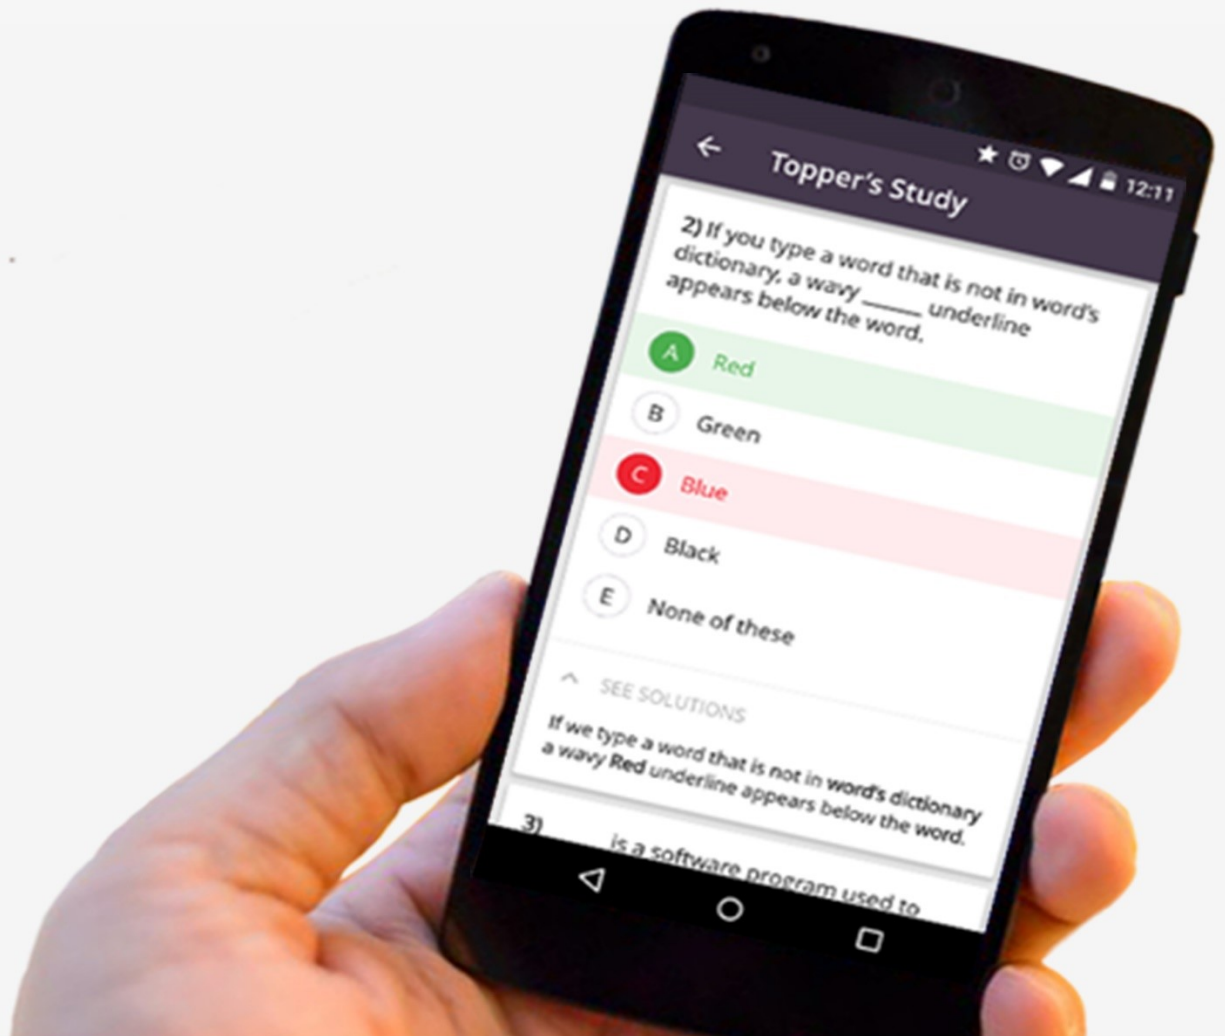 12:11
Topper's Study
2) If you type a word that is not in word's
dictionary, a wavy ______ underline
appears below the word.
A Red
B Green
C Blue
D Black
E None of these
SEE SOLUTIONS
If we type a word that is not in word's dictionary
a wavy Red underline appears below the word.
3) ______ is a software program used to